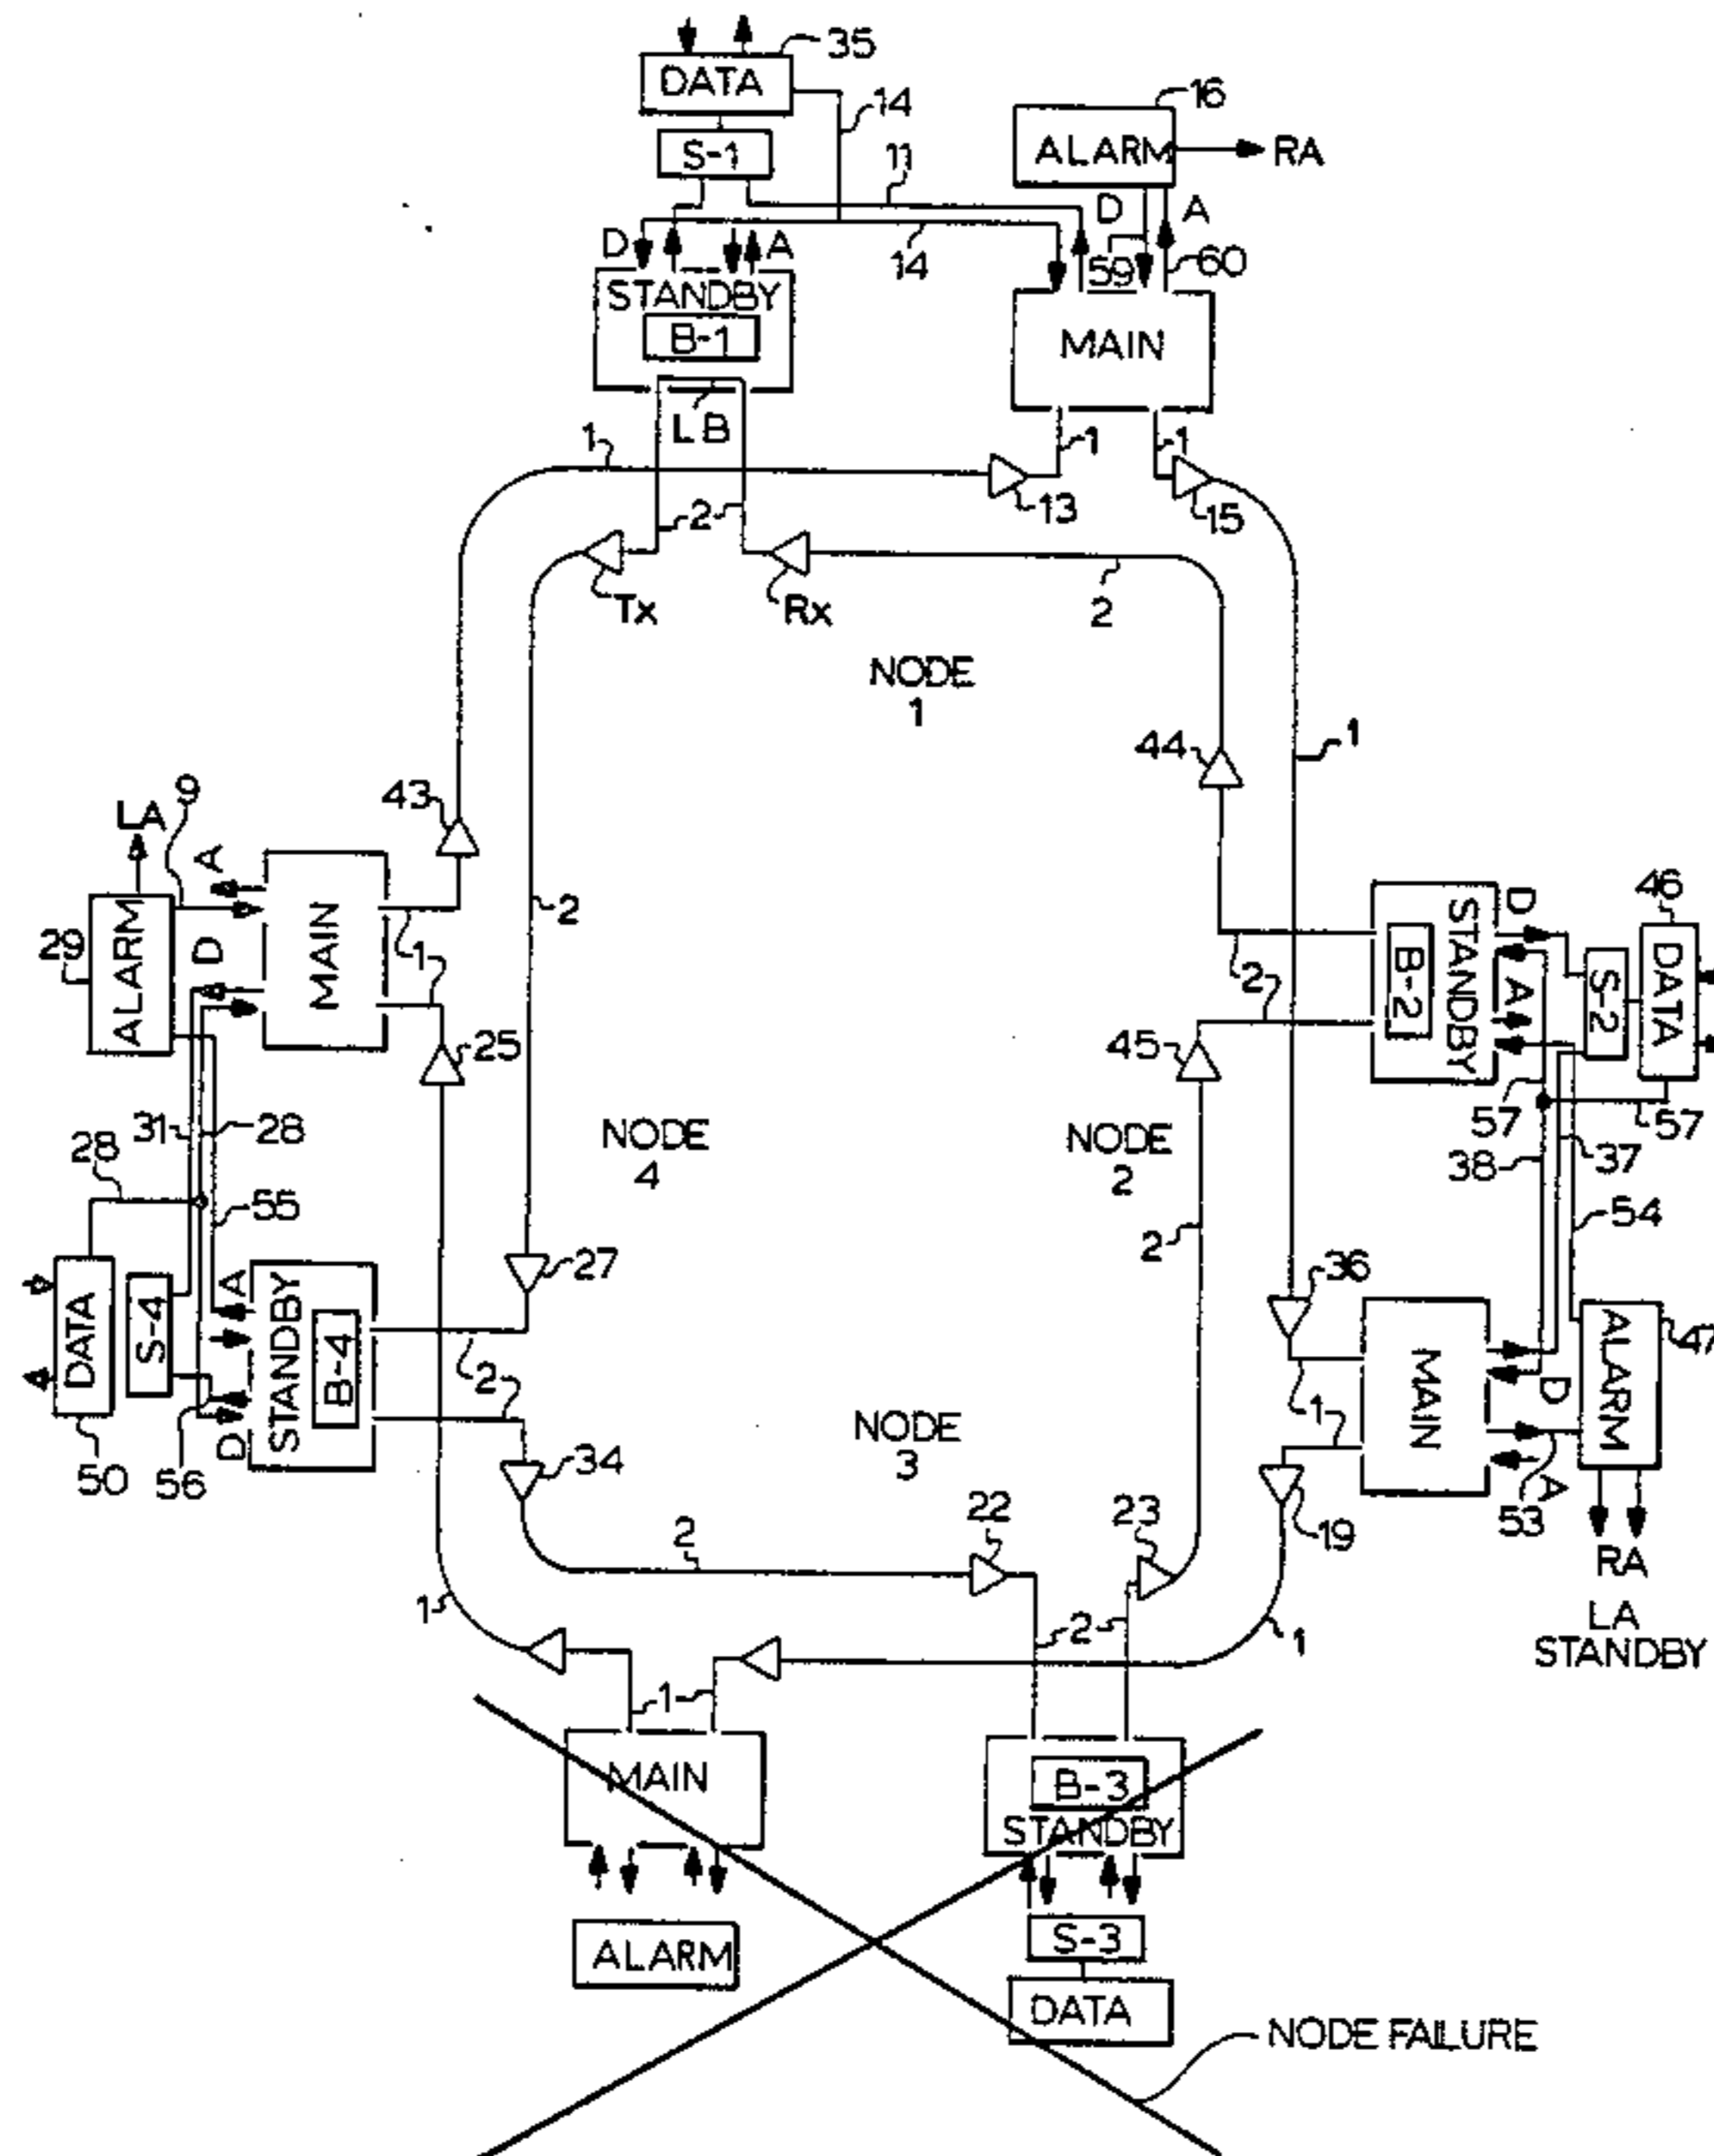 35
DATA
14
S-1
11
16
ALARM
RA
D
A
D
A
14
59
60
STANDBY
B-1
MAIN
LB
1
1
1
13
15
2
Tx
Rx
2
NODE
1
1
44
43
9
LA
A
MAIN
1
2
29
ALARM
D
25
31
28
28
55
NODE
4
NODE
2
2
45
STANDBY
B-2
D
A
S-2
46
DATA
57
57
38
37
54
2
27
36
A
STANDBY
B-4
S-4
DATA
D
50
56
2
34
NODE
3
1
MAIN
D
ALARM
47
A
53
19
RA
LA
STANDBY
2
22
23
1
2
1
1
MAIN
B-3
STANDBY
ALARM
S-3
DATA
NODE FAILURE